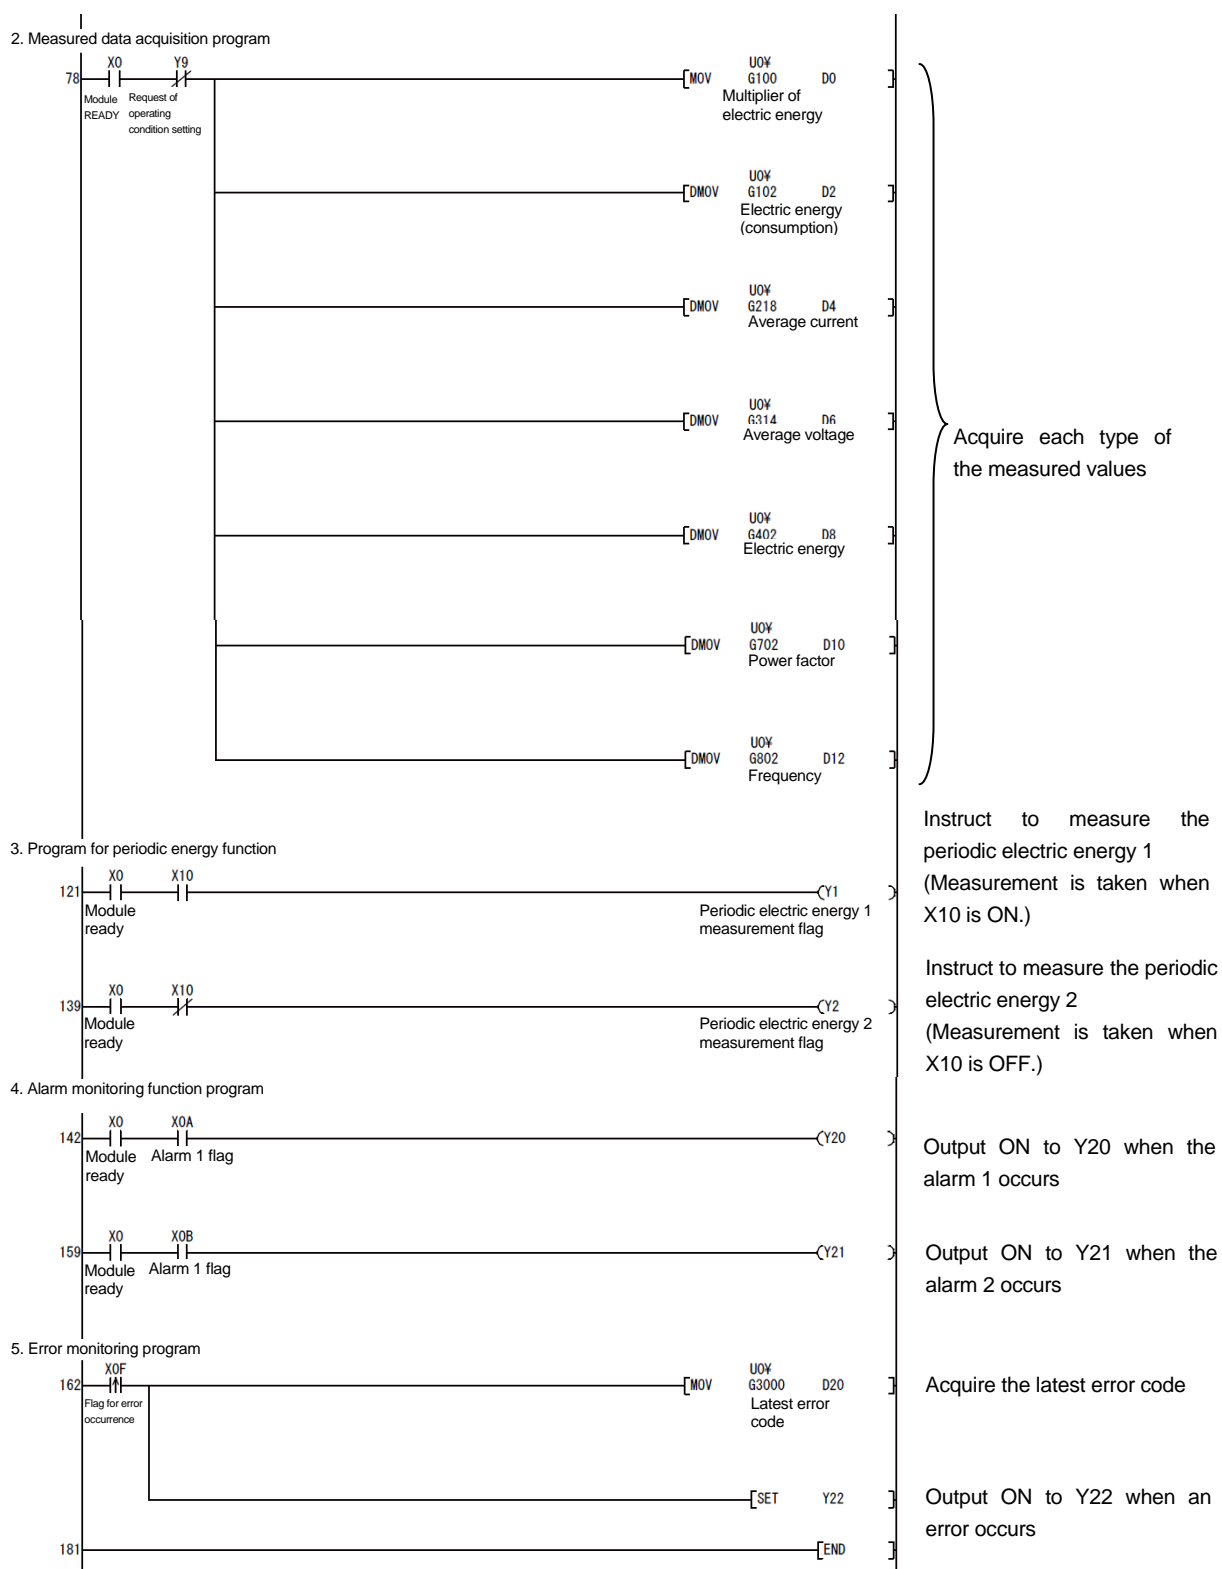 2. Measured data acquisition program
X0 Y9 U0¥
78 MOV G100 D0
Module READY
Request of operating condition setting
Multiplier of
electric energy
U0¥
DMOV G102 D2
Electric energy
(consumption)
U0¥
DMOV G218 D4
Average current
U0¥
DMOV G314 D6
Average voltage
Acquire each type of
the measured values
U0¥
DMOV G402 D8
Electric energy
U0¥
DMOV G702 D10
Power factor
U0¥
DMOV G802 D12
Frequency
3. Program for periodic energy function
X0 X10
121 Y1
Module
ready
Periodic electric energy 1
measurement flag
Instruct to measure the
periodic electric energy 1
(Measurement is taken when
X10 is ON.)
X0 X10
139 Y2
Module
ready
Periodic electric energy 2
measurement flag
Instruct to measure the periodic
electric energy 2
(Measurement is taken when
X10 is OFF.)
4. Alarm monitoring function program
X0 X0A
142 Y20
Module
ready
Alarm 1 flag
Output ON to Y20 when the
alarm 1 occurs
X0 X0B
159 Y21
Module
ready
Alarm 1 flag
Output ON to Y21 when the
alarm 2 occurs
5. Error monitoring program
X0F U0¥
162 MOV G3000 D20
Flag for error
occurrence
Latest error
code
Acquire the latest error code
SET Y22
Output ON to Y22 when an
error occurs
181 END